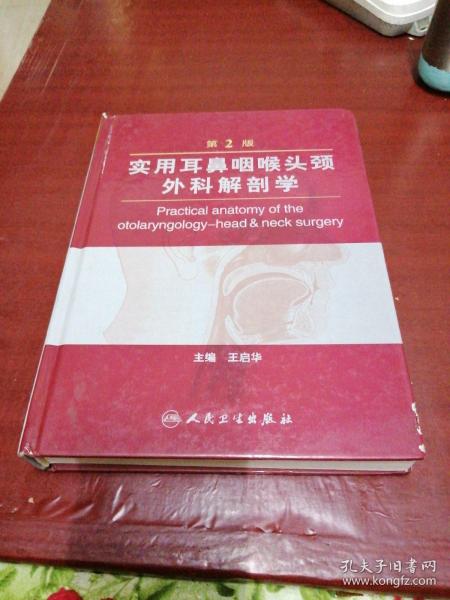 第2版
实用耳鼻咽喉头颈
外科解剖学
Practical anatomy of the
otolaryngology-head & neck surgery
主编 王启华
人民卫生出版社
孔夫子旧书网
www.kongfz.com